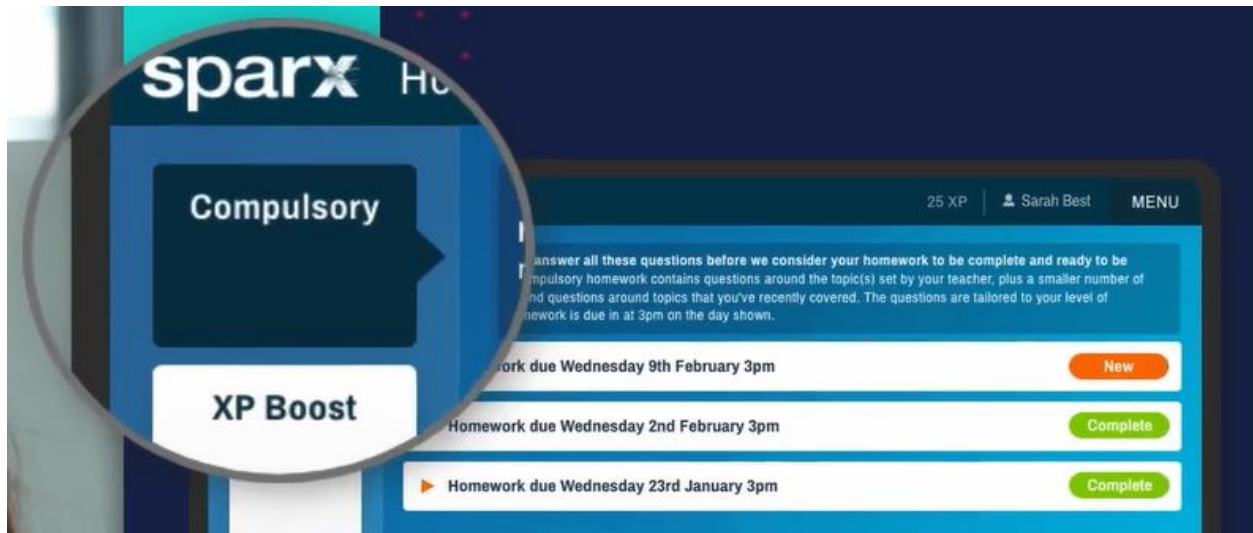 sparx
Compulsory
XP Boost
25 XP
Sarah Best
MENU
answer all these questions before we consider your homework to be complete and ready to be
homework contains questions around the topic(s) set by your teacher, plus a smaller number of
questions around topics that you've recently covered. The questions are tailored to your level of
is due in at 3pm on the day shown.
due Wednesday 9th February 3pm
New
Homework due Wednesday 2nd February 3pm
Complete
Homework due Wednesday 23rd January 3pm
Complete